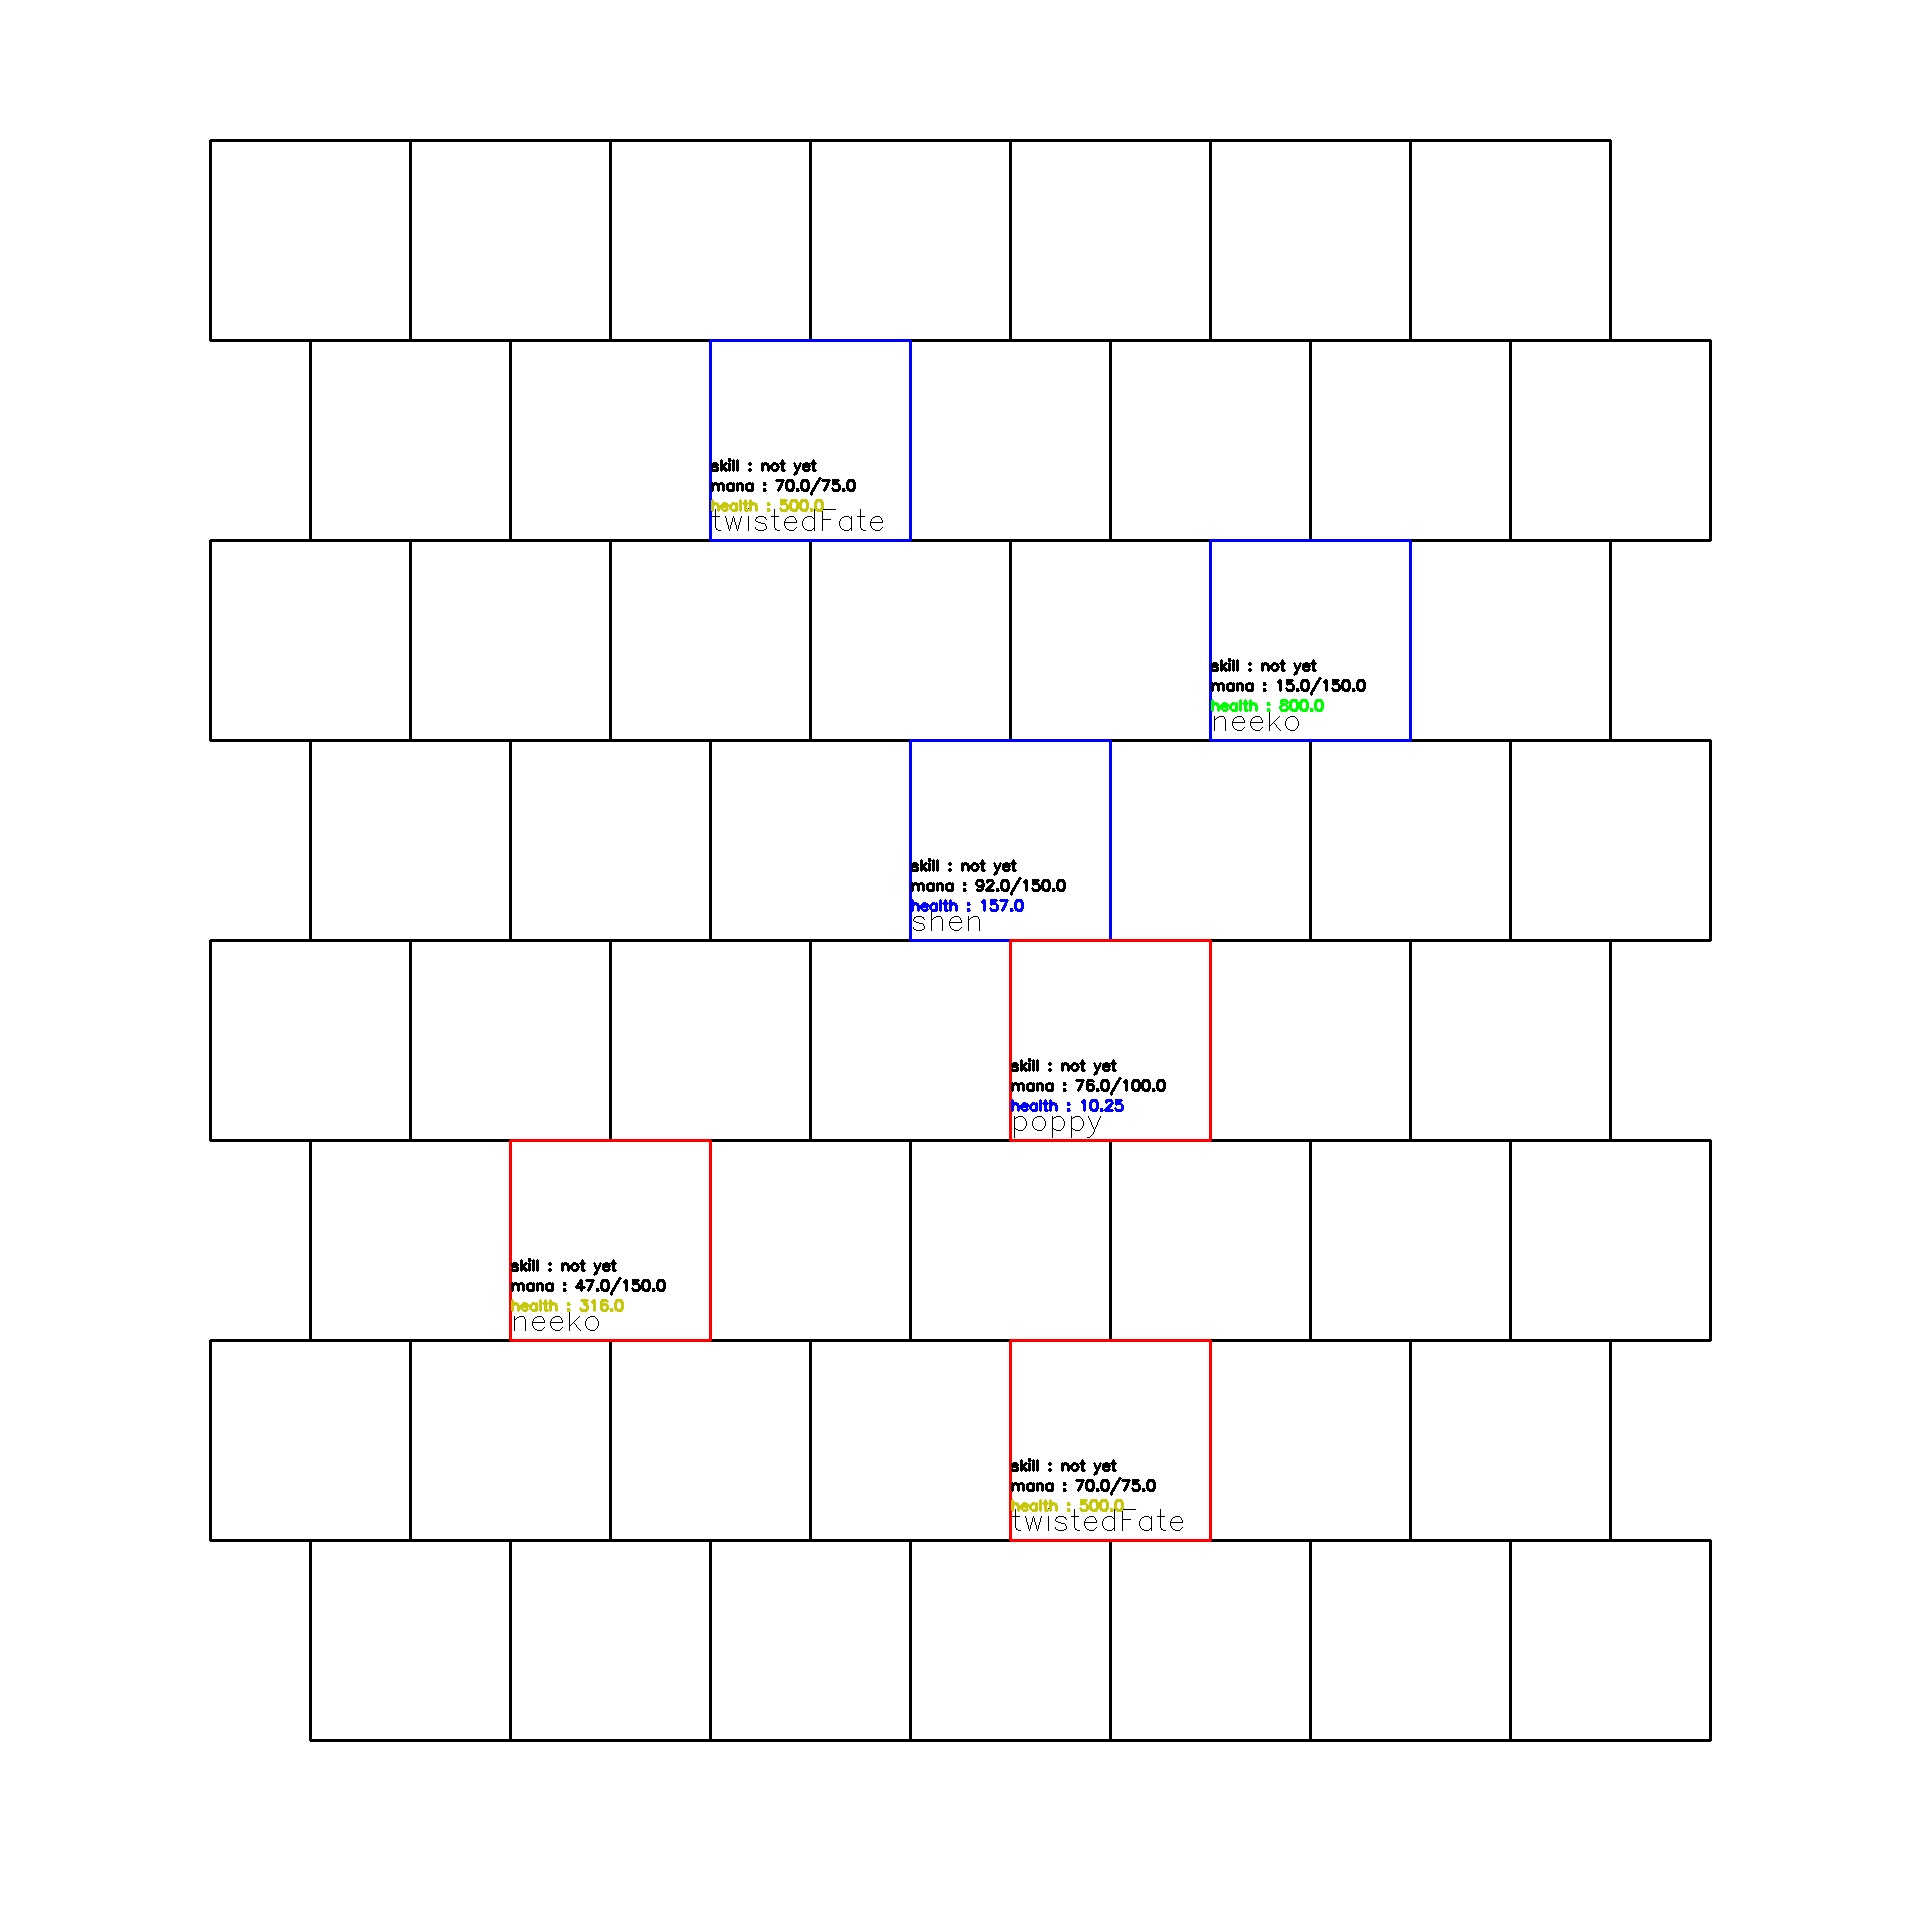 skill : not yet
mana : 70.0/75.0
health : 500.0
twistedFate
skill : not yet
mana : 15.0/150.0
health : 800.0
neeko
skill : not yet
mana : 92.0/150.0
health : 157.0
shen
skill : not yet
mana : 76.0/100.0
health : 10.25
poppy
skill : not yet
mana : 47.0/150.0
health : 316.0
neeko
skill : not yet
mana : 70.0/75.0
health : 500.0
twistedFate